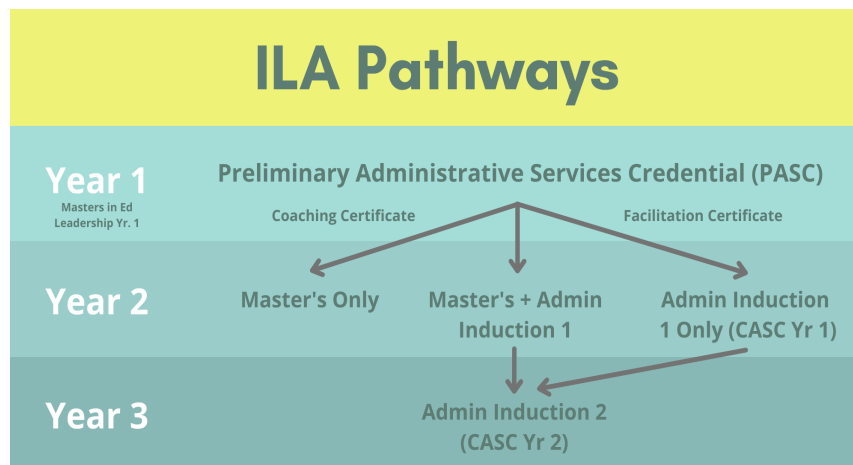 ILA Pathways
Year 1
Masters in Ed
Leadership Yr. 1
Preliminary Administrative Services Credential (PASC)
Coaching Certificate
Facilitation Certificate
Year 2
Master's Only
Master's + Admin
Induction 1
Admin Induction
1 Only (CASC Yr 1)
Year 3
Admin Induction 2
(CASC Yr 2)